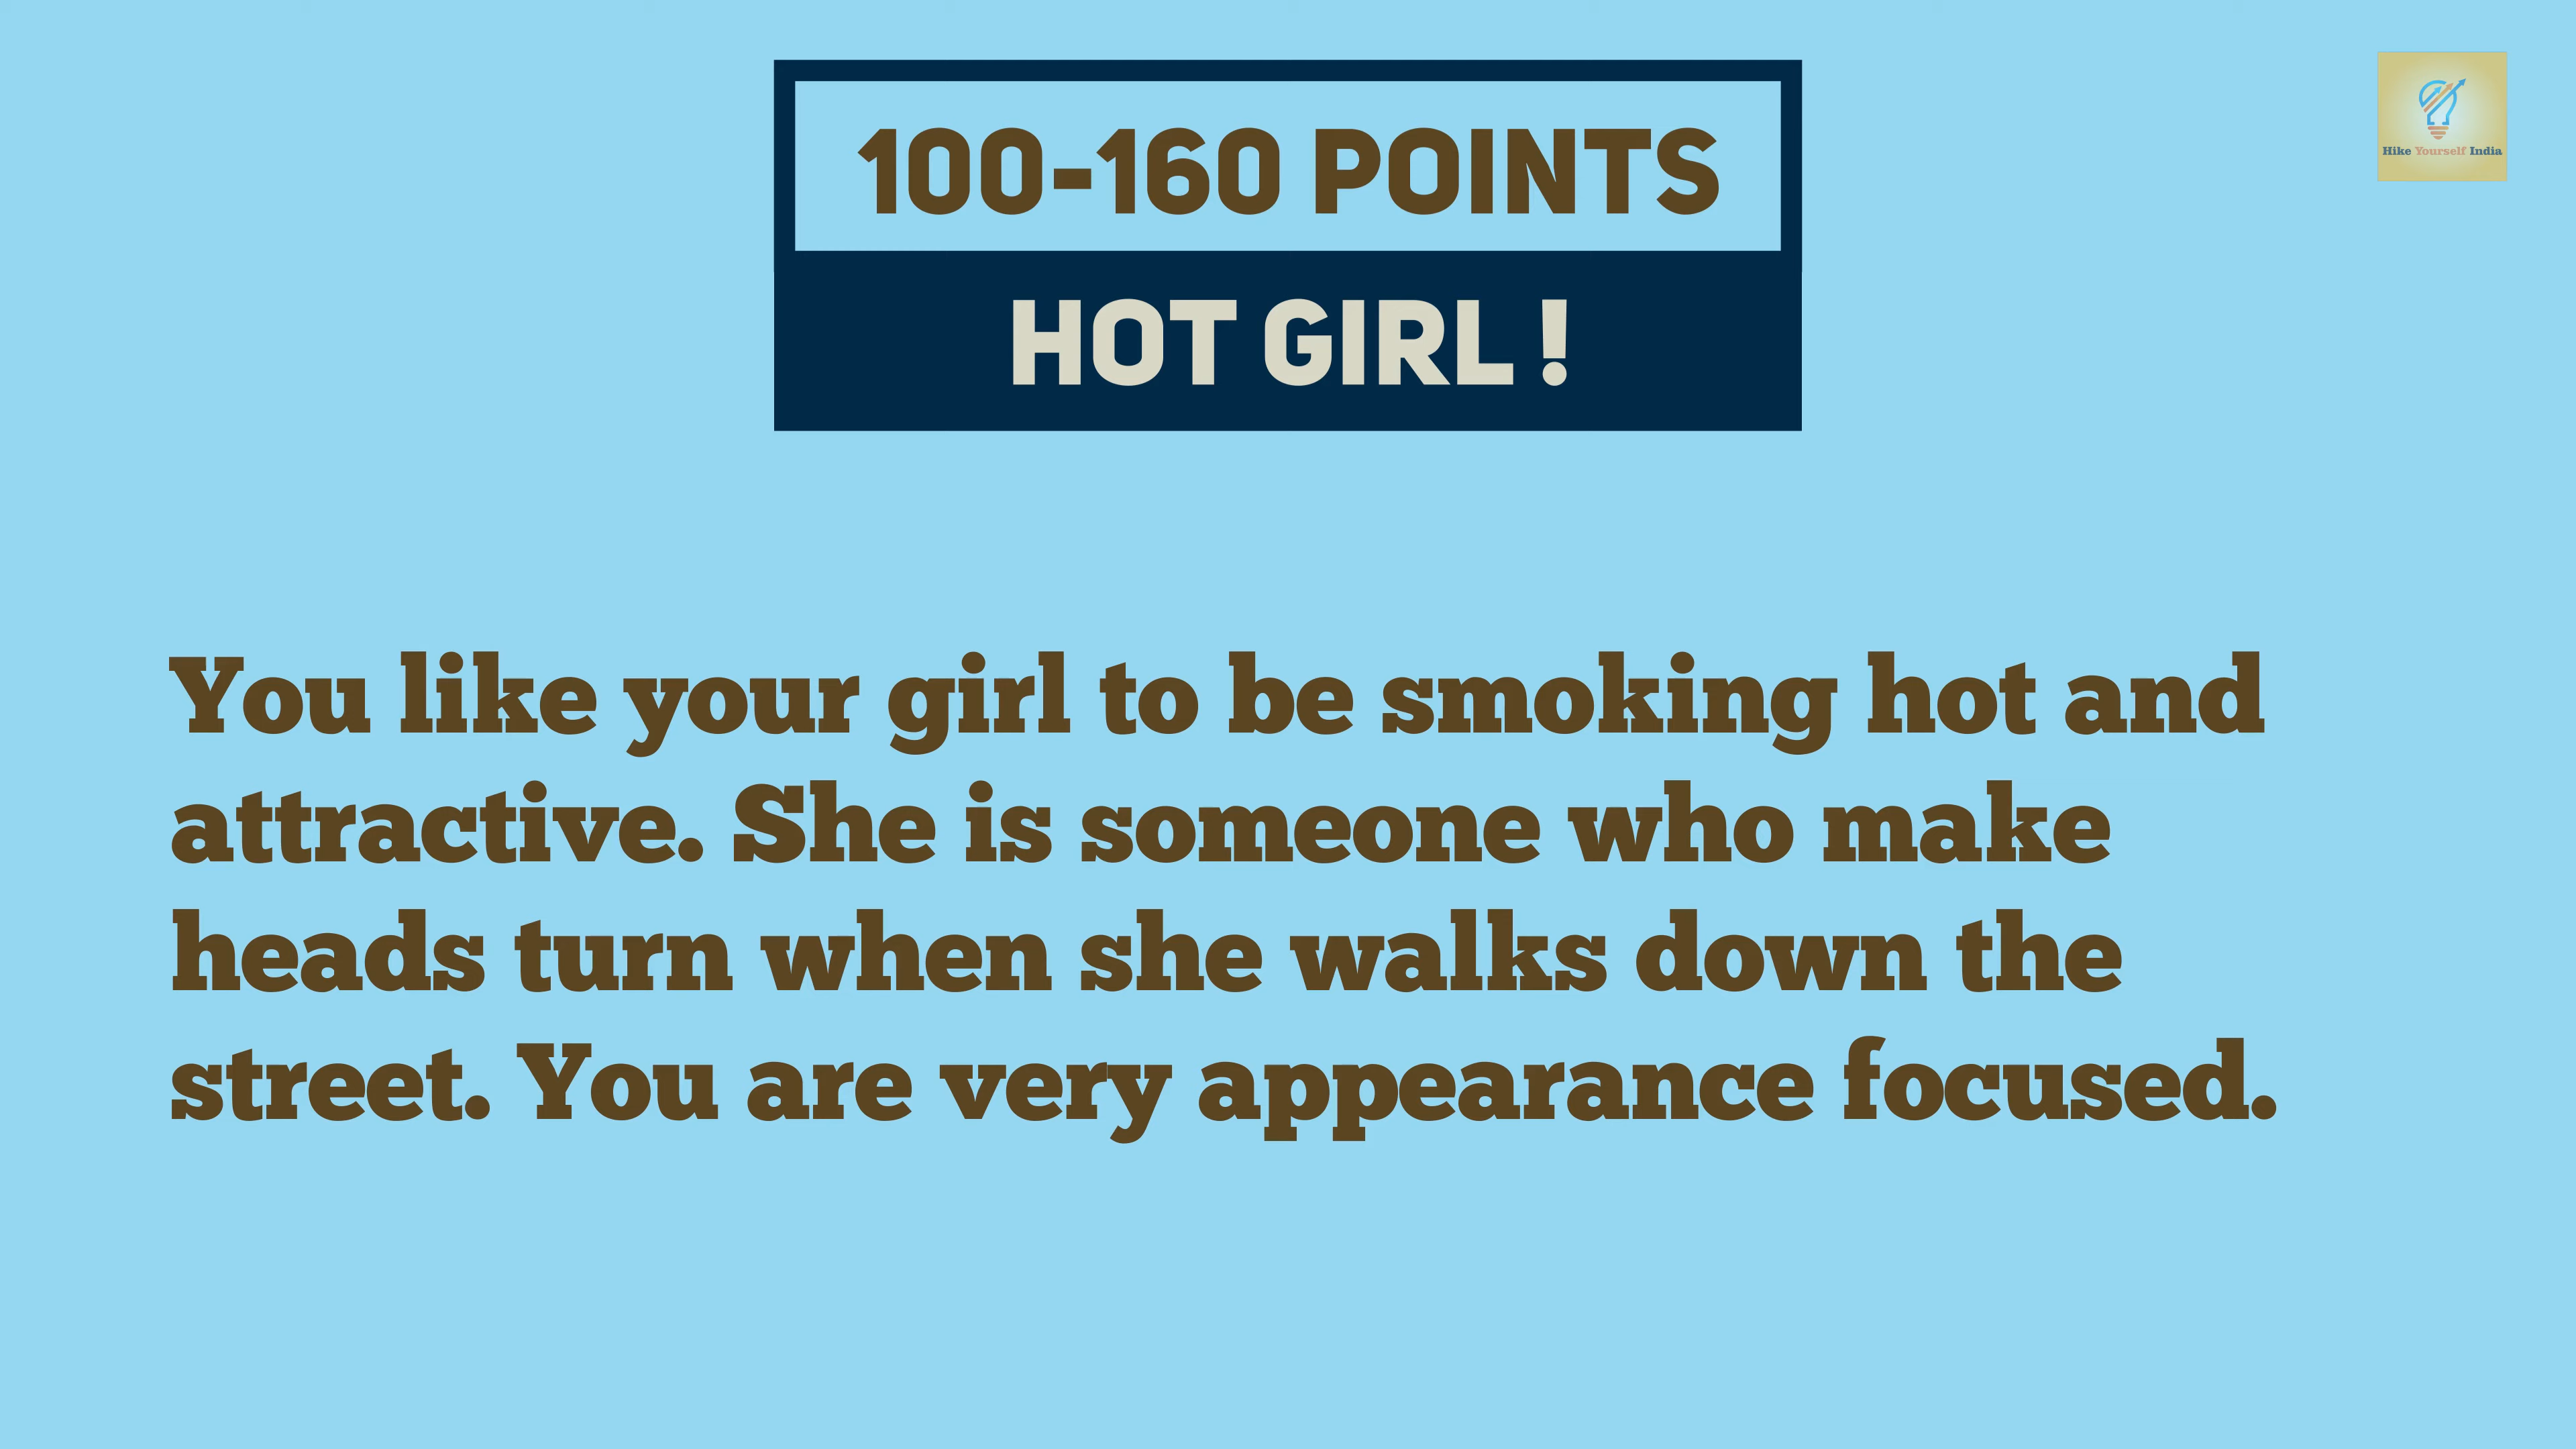 100-160 POINTS
Hike Yourself India
HOT GIRL !
You like your girl to be smoking hot and
attractive. She is someone who make
heads turn when she walks down the
street. You are very appearance focused.